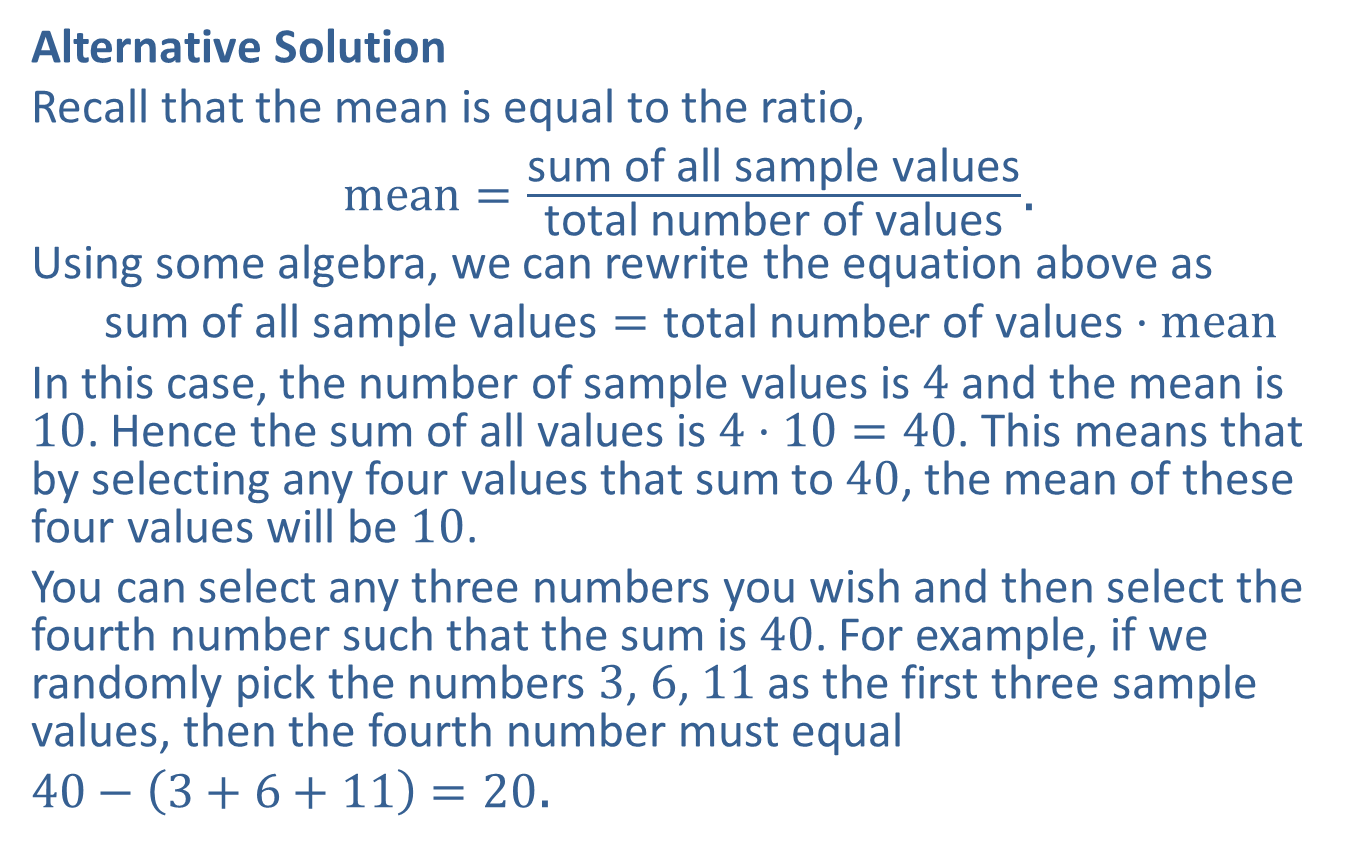 Alternative Solution
Recall that the mean is equal to the ratio,
mean = sum of all sample values / total number of values.
Using some algebra, we can rewrite the equation above as
sum of all sample values = total number of values · mean
In this case, the number of sample values is 4 and the mean is
10. Hence the sum of all values is 4 · 10 = 40. This means that
by selecting any four values that sum to 40, the mean of these
four values will be 10.
You can select any three numbers you wish and then select the
fourth number such that the sum is 40. For example, if we
randomly pick the numbers 3, 6, 11 as the first three sample
values, then the fourth number must equal
40 − (3 + 6 + 11) = 20.